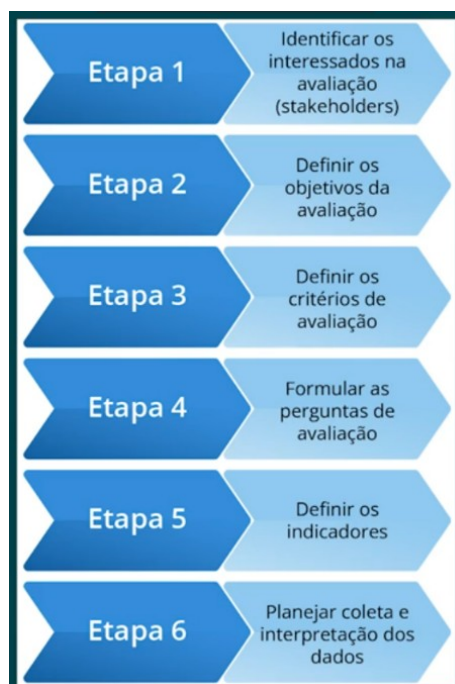 Etapa 1
Identificar os
interessados na
avaliação
(stakeholders)
Etapa 2
Definir os
objetivos da
avaliação
Etapa 3
Definir os
critérios de
avaliação
Etapa 4
Formular as
perguntas de
avaliação
Etapa 5
Definir os
indicadores
Etapa 6
Planejar coleta e
interpretação dos
dados